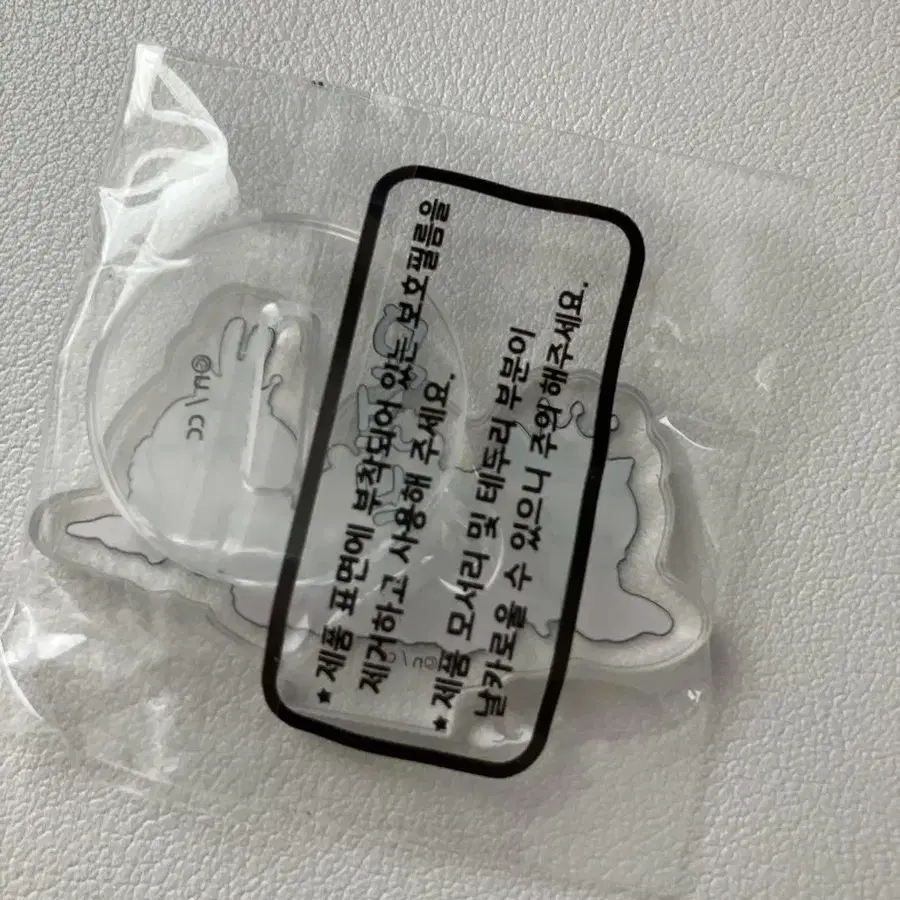 ★ 제품 표면에 부착되어 있는 보호필름을
제거하고 사용해 주세요.
★ 제품 모서리 및 테두리 부분이
날카로울 수 있으니 주의 해주세요.